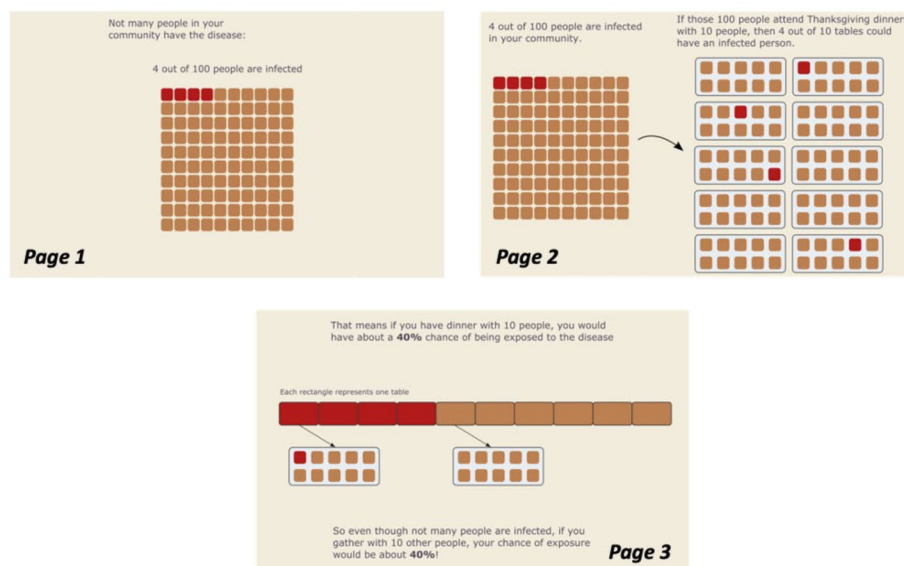 Not many people in your
community have the disease:
4 out of 100 people are infected
Page 1
4 out of 100 people are infected
in your community.
If those 100 people attend Thanksgiving dinner
with 10 people, then 4 out of 10 tables could
have an infected person.
Page 2
That means if you have dinner with 10 people, you would
have about a 40% chance of being exposed to the disease
Each rectangle represents one table
So even though not many people are infected, if you
gather with 10 other people, your chance of exposure
would be about 40%!
Page 3